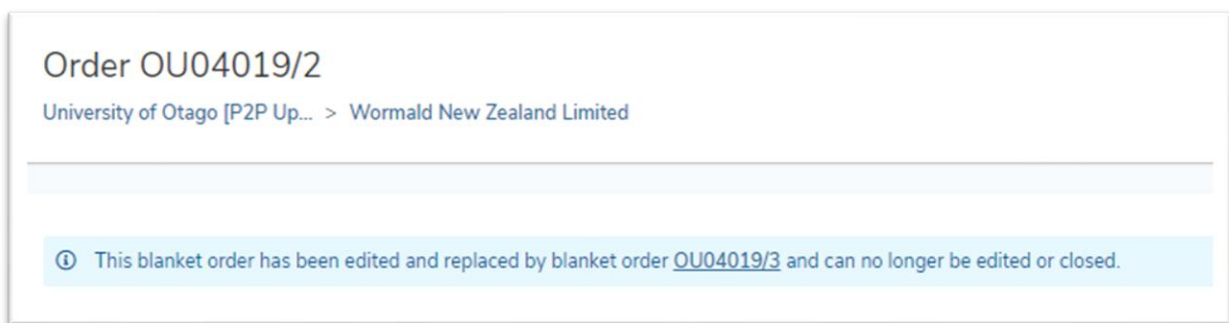 Order OU04019/2
University of Otago [P2P Up... > Wormald New Zealand Limited
This blanket order has been edited and replaced by blanket order OU04019/3 and can no longer be edited or closed.